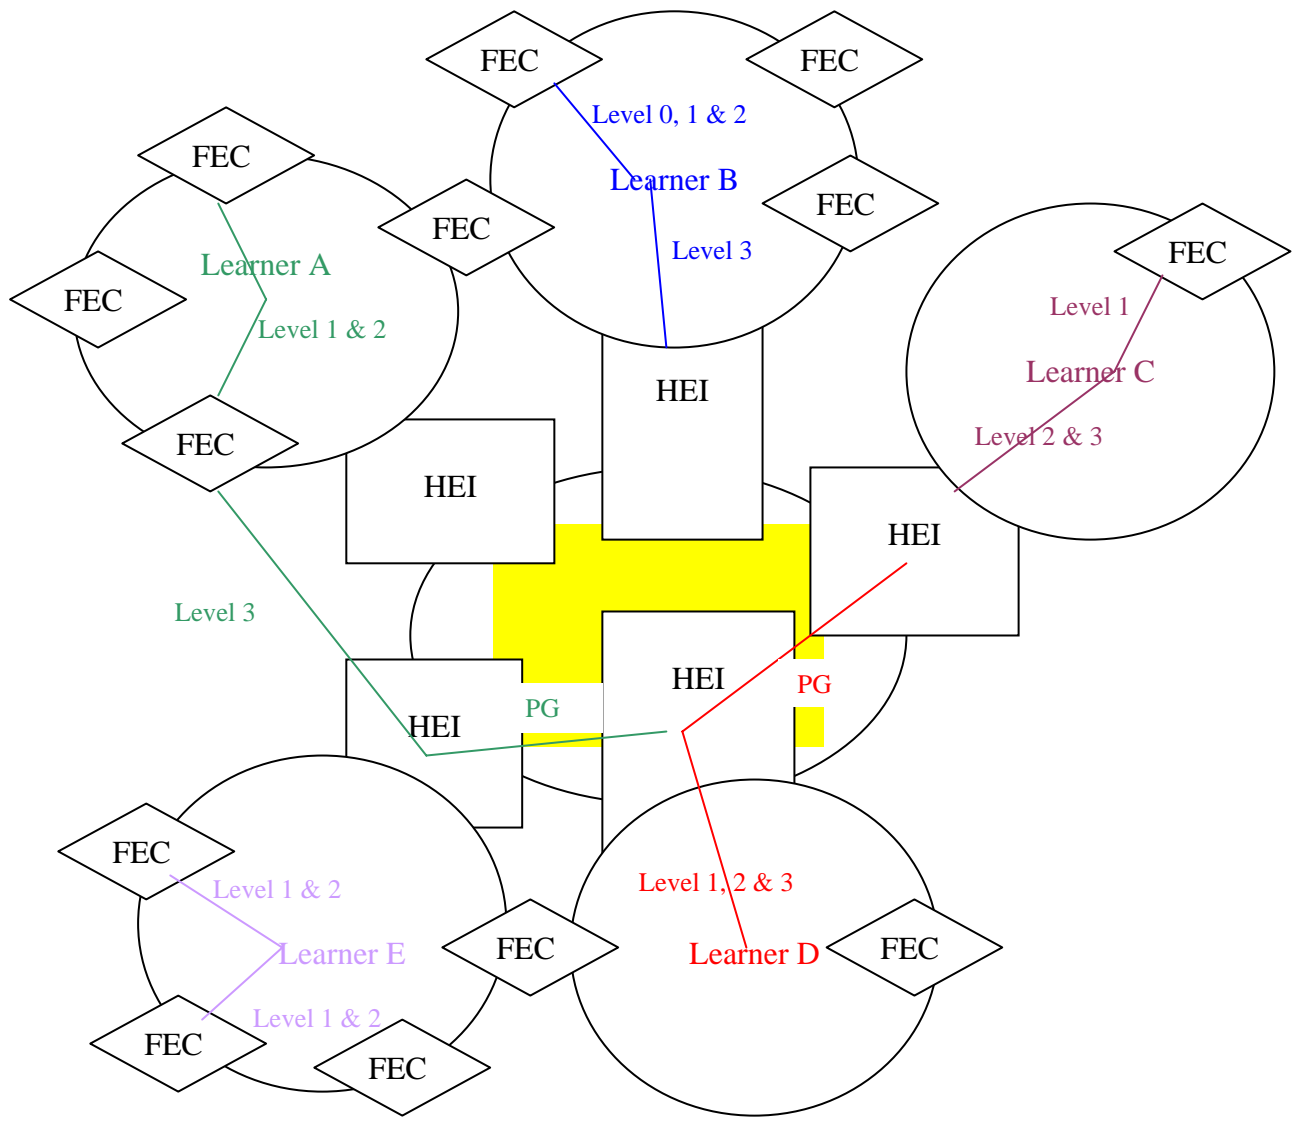 FEC
FEC
Level 0, 1 & 2
FEC
Learner B
FEC
FEC
Level 3
FEC
Learner A
FEC
Level 1
Level 1 & 2
Learner C
HEI
Level 2 & 3
FEC
HEI
HEI
Level 3
HEI
PG
PG
HEI
FEC
Level 1 & 2
Level 1, 2 & 3
Learner E
FEC
Learner D
FEC
Level 1 & 2
FEC
FEC